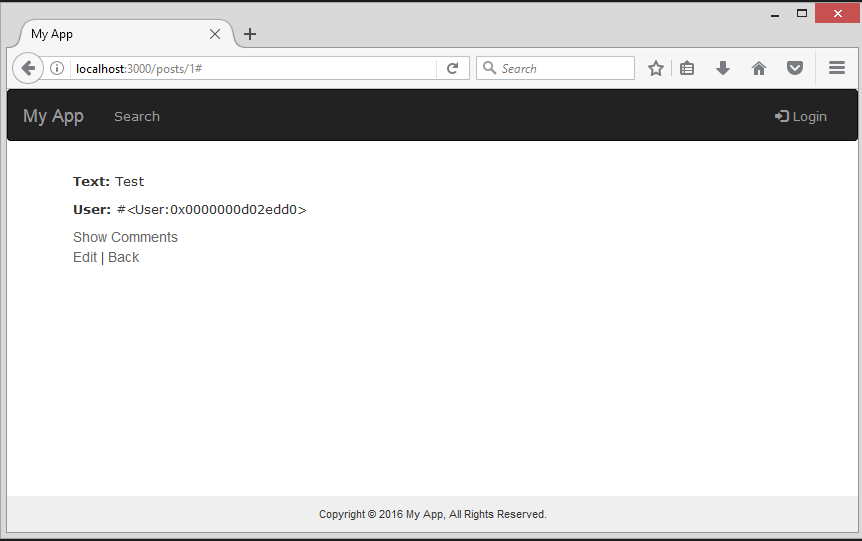 My App
localhost:3000/posts/1#
Search
My App Search Login
Text: Test
User: #<User:0x0000000d02edd0>
Show Comments
Edit | Back
Copyright © 2016 My App, All Rights Reserved.